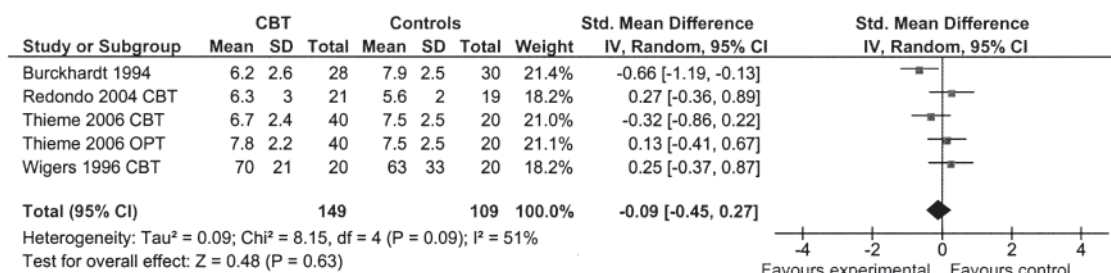 CBT Controls Std. Mean Difference Std. Mean Difference
Study or Subgroup Mean SD Total Mean SD Total Weight IV, Random, 95% CI IV, Random, 95% CI
Burckhardt 1994 6.2 2.6 28 7.9 2.5 30 21.4% -0.66 [-1.19, -0.13]
Redondo 2004 CBT 6.3 3 21 5.6 2 19 18.2% 0.27 [-0.36, 0.89]
Thieme 2006 CBT 6.7 2.4 40 7.5 2.5 20 21.0% -0.32 [-0.86, 0.22]
Thieme 2006 OPT 7.8 2.2 40 7.5 2.5 20 21.1% 0.13 [-0.41, 0.67]
Wigers 1996 CBT 70 21 20 63 33 20 18.2% 0.25 [-0.37, 0.87]
Total (95% CI) 149 109 100.0% -0.09 [-0.45, 0.27]
Heterogeneity: Tau² = 0.09; Chi² = 8.15, df = 4 (P = 0.09); I² = 51%
Test for overall effect: Z = 0.48 (P = 0.63)
-4 -2 0 2 4
Favours experimental Favours control